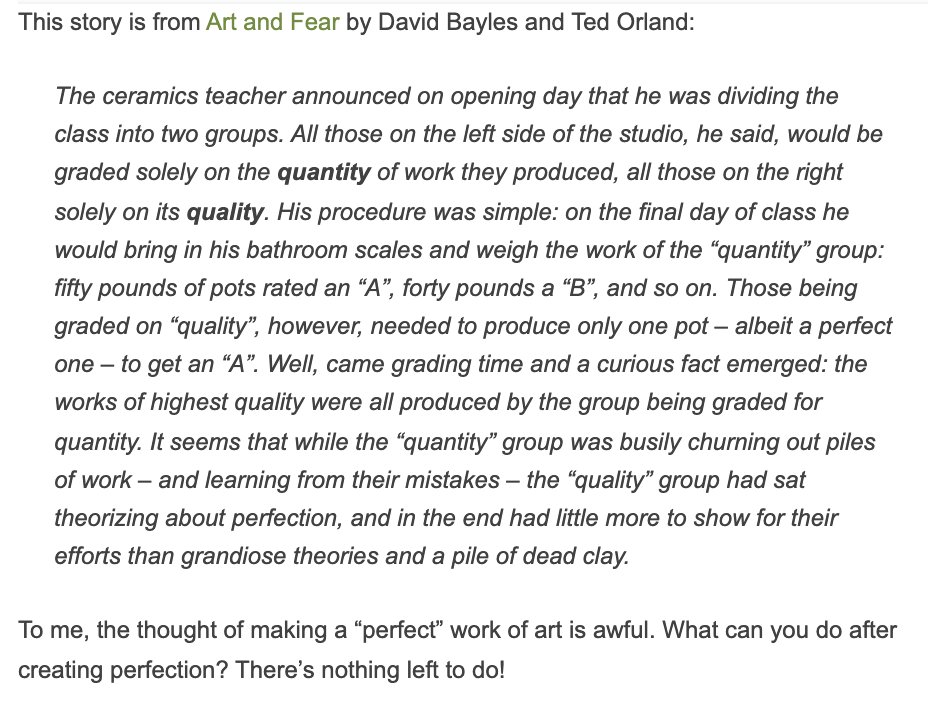 This story is from Art and Fear by David Bayles and Ted Orland:
The ceramics teacher announced on opening day that he was dividing the
class into two groups. All those on the left side of the studio, he said, would be
graded solely on the quantity of work they produced, all those on the right
solely on its quality. His procedure was simple: on the final day of class he
would bring in his bathroom scales and weigh the work of the “quantity” group:
fifty pounds of pots rated an “A”, forty pounds a “B”, and so on. Those being
graded on “quality”, however, needed to produce only one pot – albeit a perfect
one – to get an “A”. Well, came grading time and a curious fact emerged: the
works of highest quality were all produced by the group being graded for
quantity. It seems that while the “quantity” group was busily churning out piles
of work – and learning from their mistakes – the “quality” group had sat
theorizing about perfection, and in the end had little more to show for their
efforts than grandiose theories and a pile of dead clay.
To me, the thought of making a “perfect” work of art is awful. What can you do after
creating perfection? There’s nothing left to do!